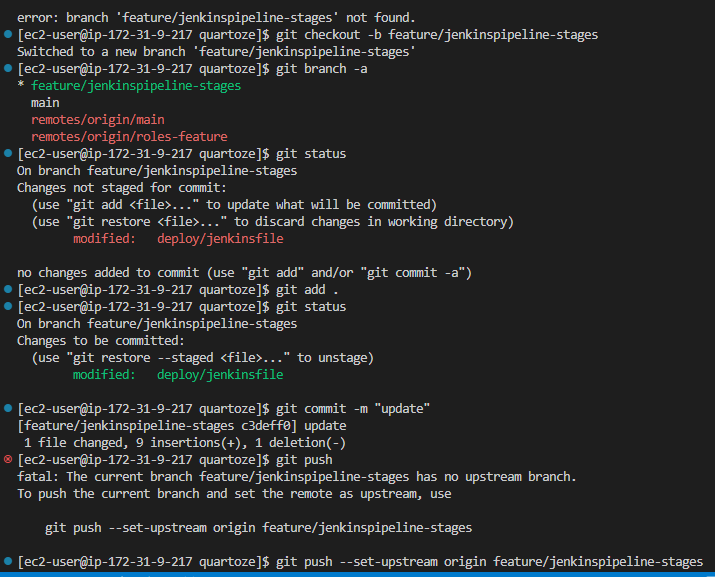 error: branch 'feature/jenkinspipeline-stages' not found.
[ec2-user@ip-172-31-9-217 quartoze]$ git checkout -b feature/jenkinspipeline-stages
Switched to a new branch 'feature/jenkinspipeline-stages'
[ec2-user@ip-172-31-9-217 quartoze]$ git branch -a
* feature/jenkinspipeline-stages
main
remotes/origin/main
remotes/origin/roles-feature
[ec2-user@ip-172-31-9-217 quartoze]$ git status
On branch feature/jenkinspipeline-stages
Changes not staged for commit:
(use "git add <file>..." to update what will be committed)
(use "git restore <file>..." to discard changes in working directory)
modified:   deploy/jenkinsfile
no changes added to commit (use "git add" and/or "git commit -a")
[ec2-user@ip-172-31-9-217 quartoze]$ git add .
[ec2-user@ip-172-31-9-217 quartoze]$ git status
On branch feature/jenkinspipeline-stages
Changes to be committed:
(use "git restore --staged <file>..." to unstage)
modified:   deploy/jenkinsfile
[ec2-user@ip-172-31-9-217 quartoze]$ git commit -m "update"
[feature/jenkinspipeline-stages c3deff0] update
1 file changed, 9 insertions(+), 1 deletion(-)
[ec2-user@ip-172-31-9-217 quartoze]$ git push
fatal: The current branch feature/jenkinspipeline-stages has no upstream branch.
To push the current branch and set the remote as upstream, use
git push --set-upstream origin feature/jenkinspipeline-stages
[ec2-user@ip-172-31-9-217 quartoze]$ git push --set-upstream origin feature/jenkinspipeline-stages